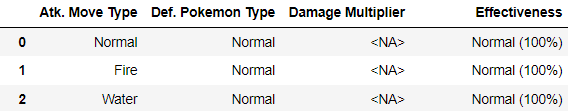 Atk. Move Type Def. Pokemon Type Damage Multiplier Effectiveness
0 Normal Normal <NA> Normal (100%)
1 Fire Normal <NA> Normal (100%)
2 Water Normal <NA> Normal (100%)